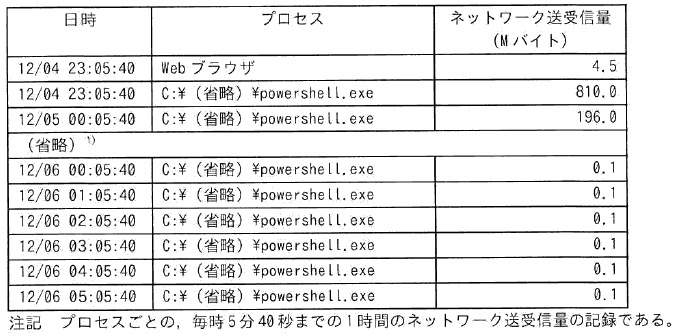 日時 プロセス ネットワーク送受信量
(Mバイト)
12/04 23:05:40 Webブラウザ 4.5
12/04 23:05:40 C:¥（省略）¥powershell.exe 810.0
12/05 00:05:40 C:¥（省略）¥powershell.exe 196.0
（省略）1)
12/06 00:05:40 C:¥（省略）¥powershell.exe 0.1
12/06 01:05:40 C:¥（省略）¥powershell.exe 0.1
12/06 02:05:40 C:¥（省略）¥powershell.exe 0.1
12/06 03:05:40 C:¥（省略）¥powershell.exe 0.1
12/06 04:05:40 C:¥（省略）¥powershell.exe 0.1
12/06 05:05:40 C:¥（省略）¥powershell.exe 0.1
注記　プロセスごとの，毎時5分40秒までの1時間のネットワーク送受信量の記録である。